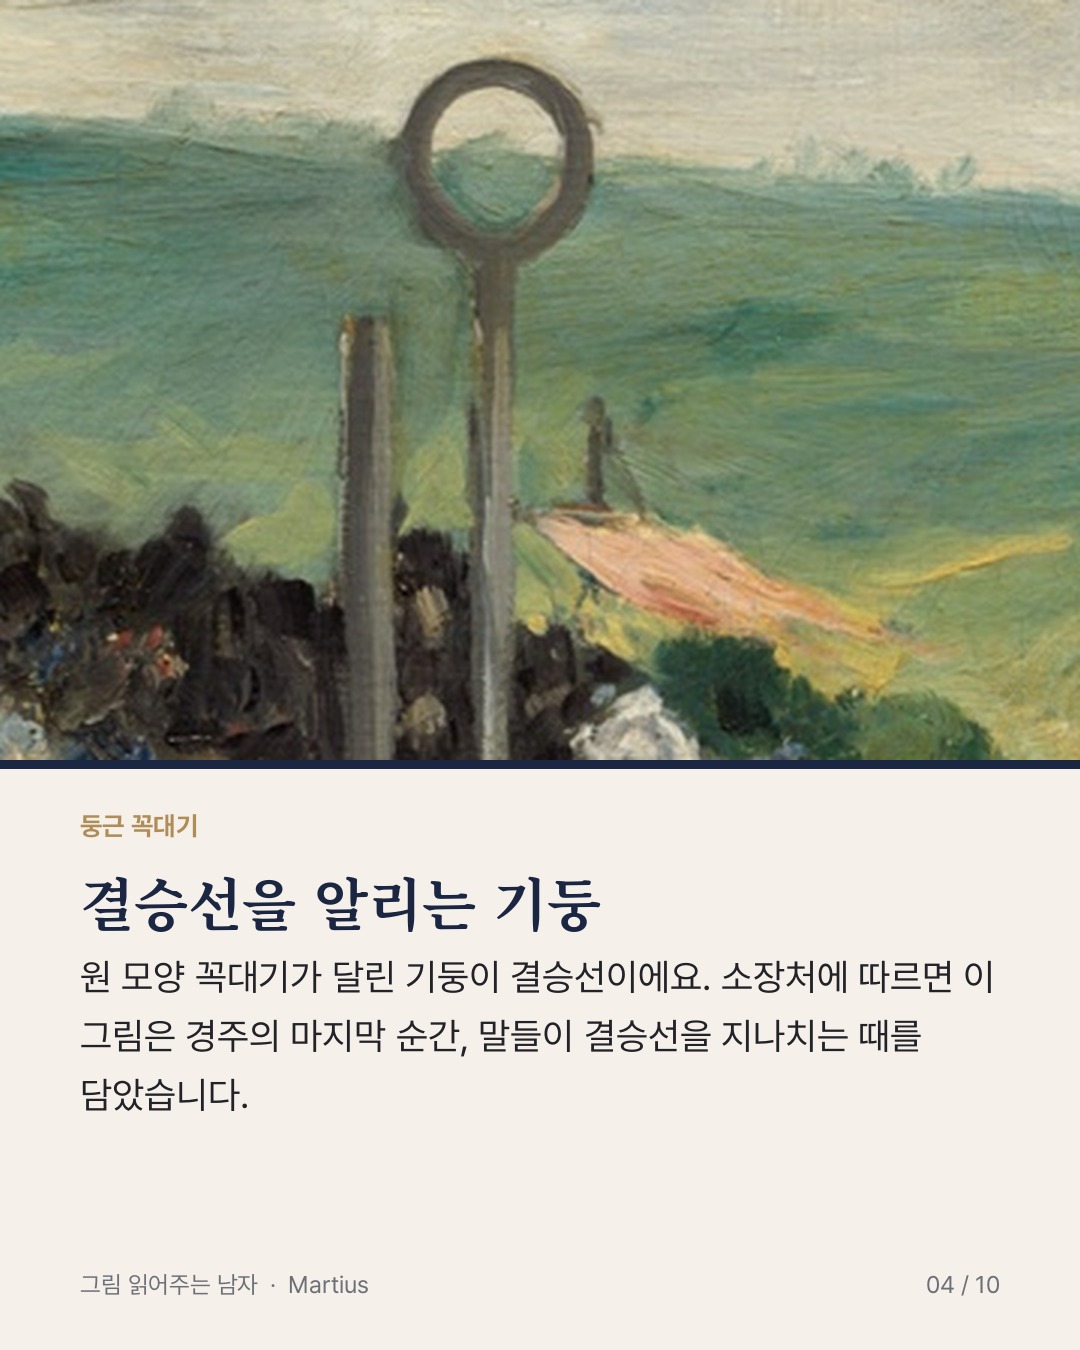 둥근 꼭대기
결승선을 알리는 기둥
원 모양 꼭대기가 달린 기둥이 결승선이에요. 소장처에 따르면 이
그림은 경주의 마지막 순간, 말들이 결승선을 지나치는 때를
담았습니다.
그림 읽어주는 남자 · Martius
04 / 10